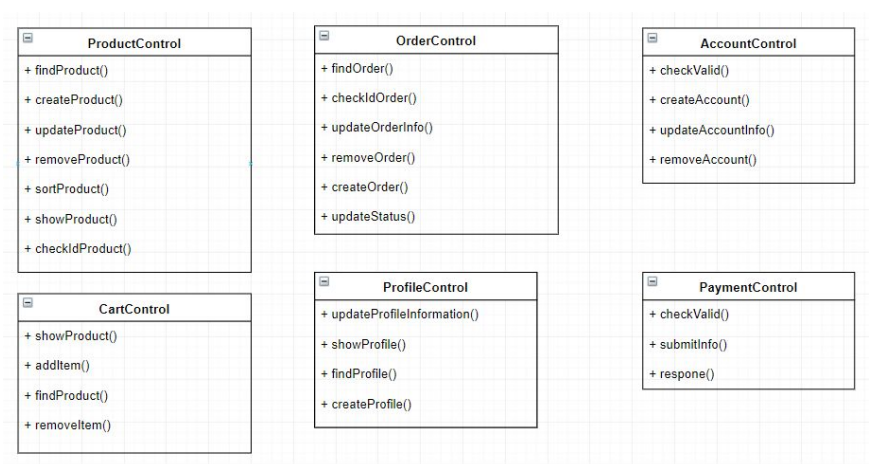 ProductControl
+ findProduct()
+ createProduct()
+ updateProduct()
+ removeProduct()
+ sortProduct()
+ showProduct()
+ checkIdProduct()
OrderControl
+ findOrder()
+ checkIdOrder()
+ updateOrderInfo()
+ removeOrder()
+ createOrder()
+ updateStatus()
AccountControl
+ checkValid()
+ createAccount()
+ updateAccountInfo()
+ removeAccount()
CartControl
+ showProduct()
+ addItem()
+ findProduct()
+ removeItem()
ProfileControl
+ updateProfileInformation()
+ showProfile()
+ findProfile()
+ createProfile()
PaymentControl
+ checkValid()
+ submitInfo()
+ respone()